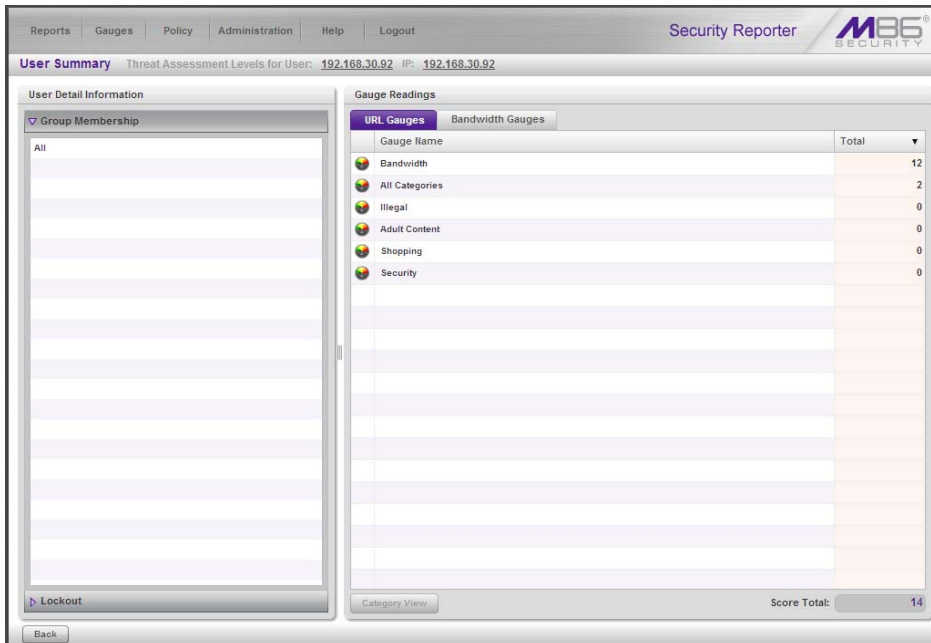 Reports Gauges Policy Administration Help Logout Security Reporter M86® SECURITY
User Summary Threat Assessment Levels for User: 192.168.30.92 IP: 192.168.30.92
User Detail Information
Group Membership
All
Lockout
Gauge Readings
URL Gauges Bandwidth Gauges
Gauge Name Total
Bandwidth 12
All Categories 2
Illegal 0
Adult Content 0
Shopping 0
Security 0
Category View Score Total: 14
Back